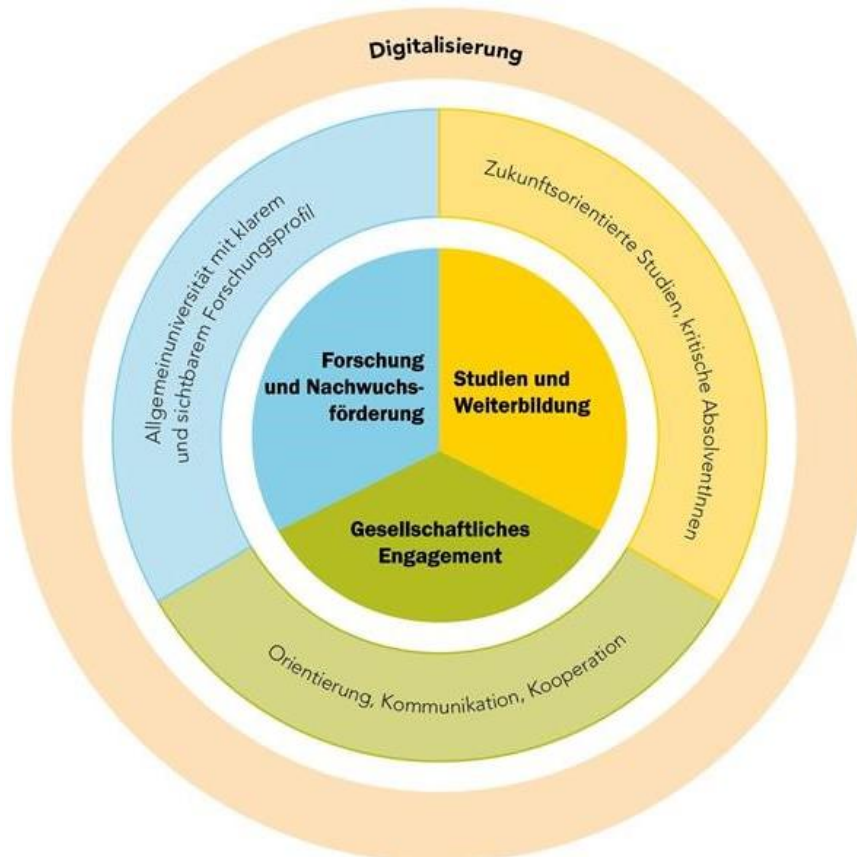 Digitalisierung
Allgemeinuniversität mit klarem
und sichtbarem Forschungsprofil
Zukunftsorientierte Studien, kritische AbsolventInnen
Forschung
und Nachwuchs-
förderung
Studien und
Weiterbildung
Gesellschaftliches
Engagement
Orientierung, Kommunikation, Kooperation